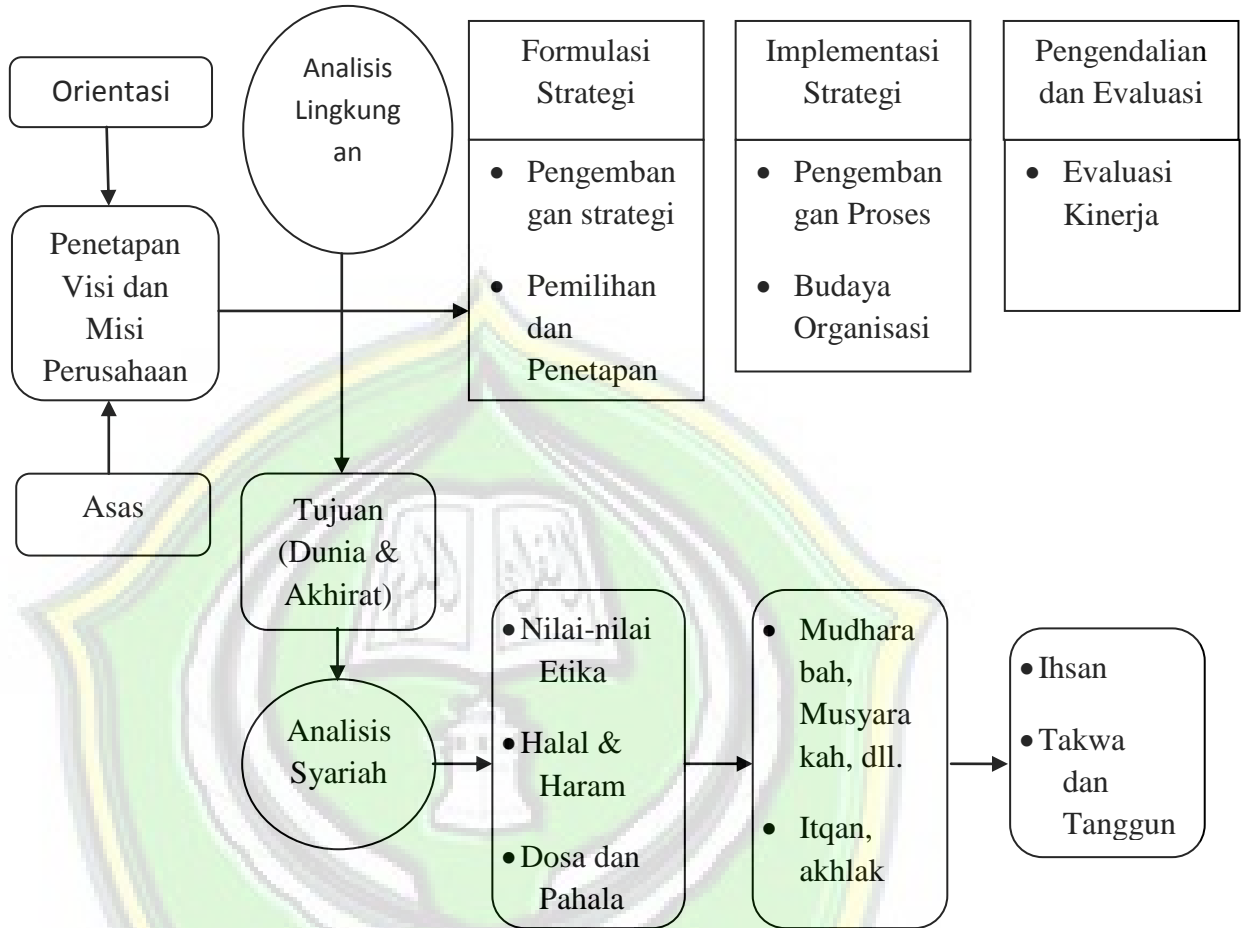 Orientasi
Penetapan
Visi dan
Misi
Perusahaan
Asas
Analisis
Lingkung
an
Formulasi
Strategi
• Pengemban
gan strategi
• Pemilihan
dan
Penetapan
Implementasi
Strategi
• Pengemban
gan Proses
• Budaya
Organisasi
Pengendalian
dan Evaluasi
• Evaluasi
Kinerja
Tujuan
(Dunia &
Akhirat)
Analisis
Syariah
• Nilai-nilai
Etika
• Halal &
Haram
• Dosa dan
Pahala
• Mudhara
bah,
Musyara
kah, dll.
• Itqan,
akhlak
• Ihsan
• Takwa
dan
Tanggun